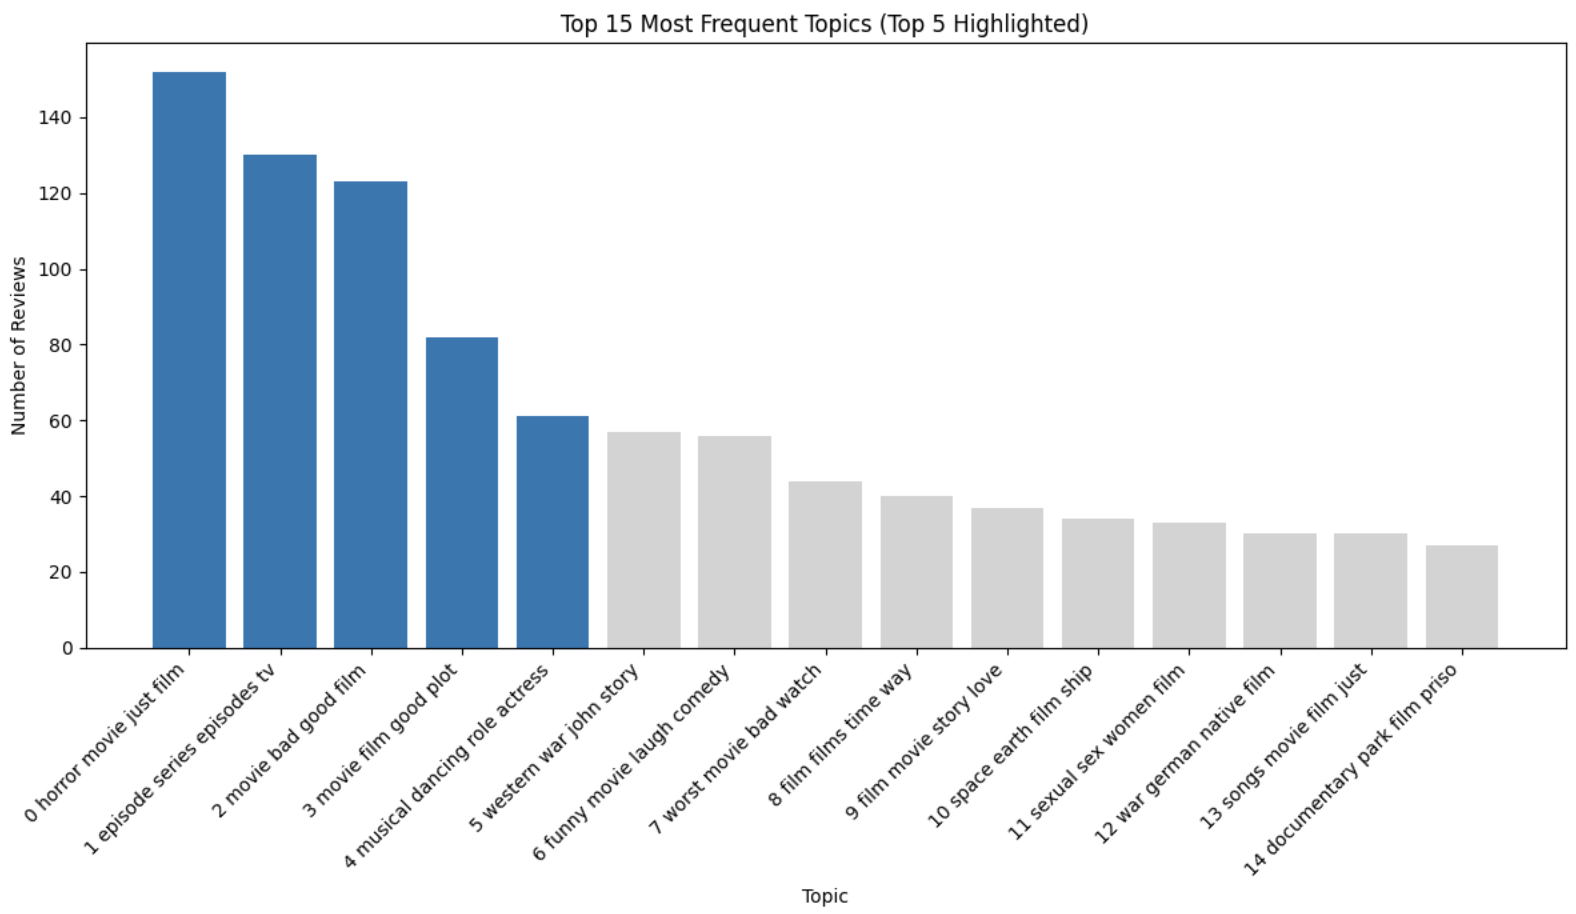 Top 15 Most Frequent Topics (Top 5 Highlighted)
Number of Reviews
140
120
100
80
60
40
20
0
0 horror movie just film
1 episode series episodes tv
2 movie bad good film
3 movie film good plot
4 musical dancing role actress
5 western war john story
6 funny movie laugh comedy
7 worst movie bad watch
8 film films time way
9 film movie story love
10 space earth film ship
11 sexual sex women film
12 war german native film
13 songs movie film just
14 documentary park film priso
Topic